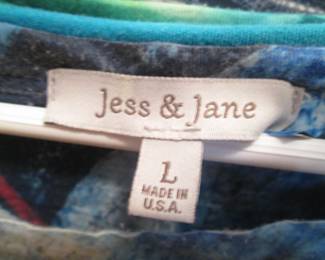 Jess & Jane
L
MADE IN
U.S.A.